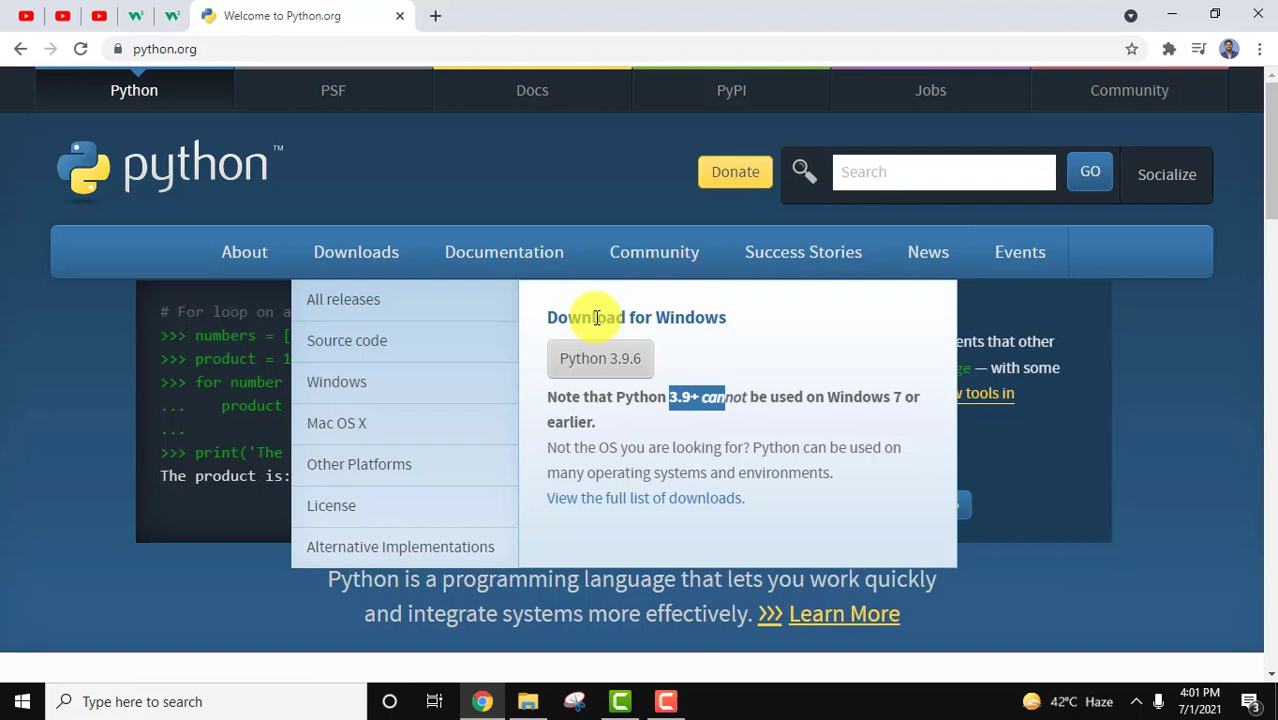 Welcome to Python.org
python.org
Python PSF Docs PyPI Jobs Community
python™
Donate Search GO Socialize
About Downloads Documentation Community Success Stories News Events
# For loop on a
>>> numbers = [
>>> product = 1
>>> for number
... product
...
>>> print('The
The product is:
All releases
Source code
Windows
Mac OS X
Other Platforms
License
Alternative Implementations
Download for Windows
Python 3.9.6
Note that Python 3.9+ cannot be used on Windows 7 or
earlier.
Not the OS you are looking for? Python can be used on
many operating systems and environments.
View the full list of downloads.
ents that other
ge — with some
w tools in
Python is a programming language that lets you work quickly
and integrate systems more effectively. >>> Learn More
Type here to search
42°C Haze
4:01 PM
7/1/2021
3